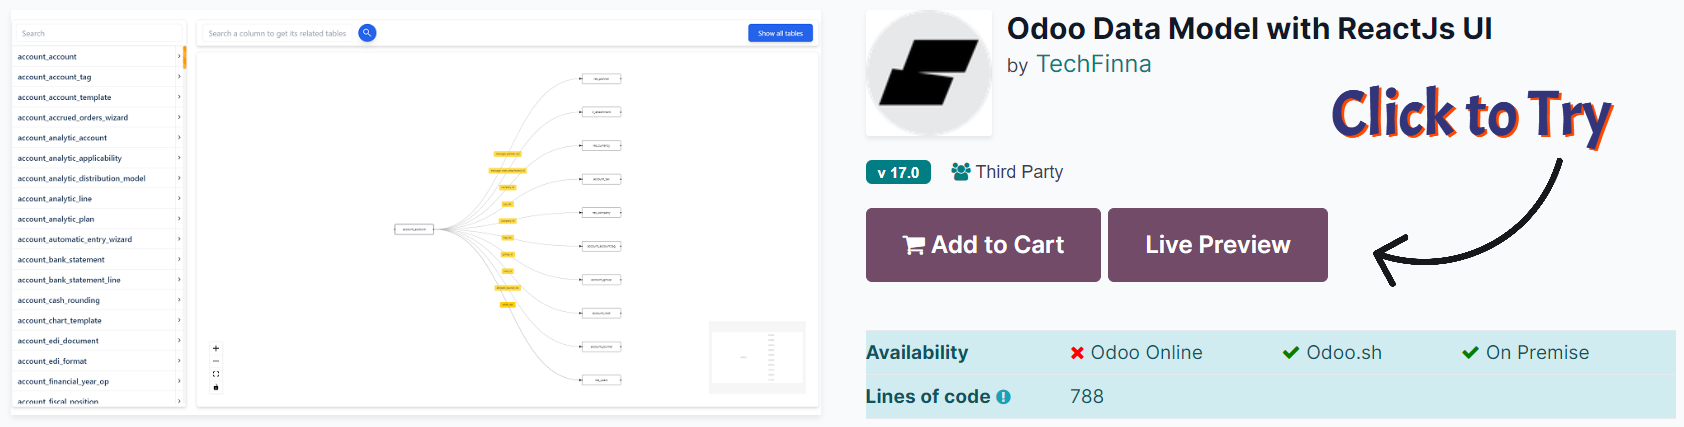 Search
account_account
account_account_tag
account_account_template
account_accrued_orders_wizard
account_analytic_account
account_analytic_applicability
account_analytic_distribution_model
account_analytic_line
account_analytic_plan
account_automatic_entry_wizard
account_bank_statement
account_bank_statement_line
account_cash_rounding
account_chart_template
account_edi_document
account_edi_format
account_financial_year_op
account_fiscal_position
Search a column to get its related tables
Show all tables
Odoo Data Model with ReactJs UI
by TechFinna
Click to Try
v 17.0
Third Party
Add to Cart
Live Preview
Availability
Odoo Online
Odoo.sh
On Premise
Lines of code
788